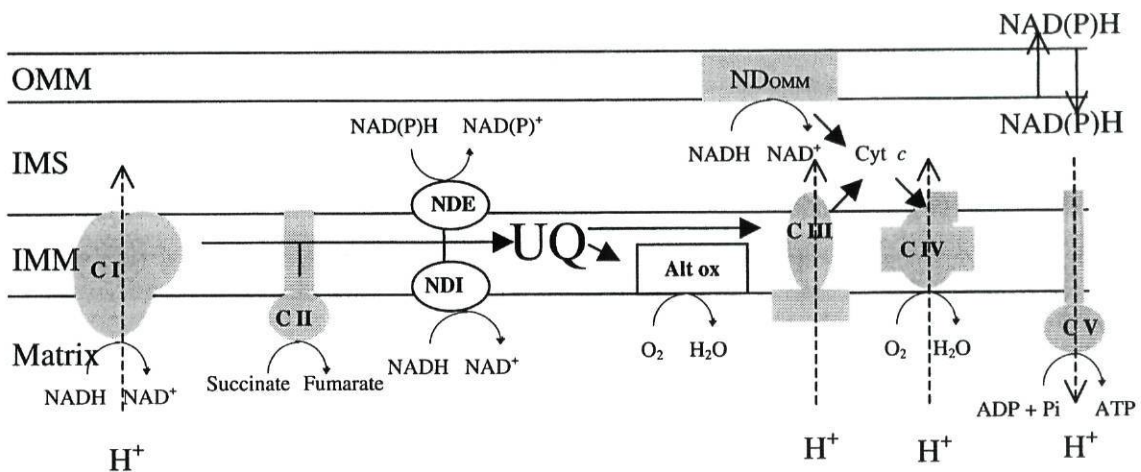 NAD(P)H
OMM
ND_OMM
NAD(P)H
NAD(P)H NAD(P)⁺
NADH NAD⁺
Cyt c
IMS
NDE
UQ
C III
C IV
C I
IMM
Alt ox
NDI
C II
C V
Matrix
NADH NAD⁺
O₂ H₂O
O₂ H₂O
Succinate Fumarate
NADH NAD⁺
ADP + Pi ATP
H⁺
H⁺
H⁺
H⁺